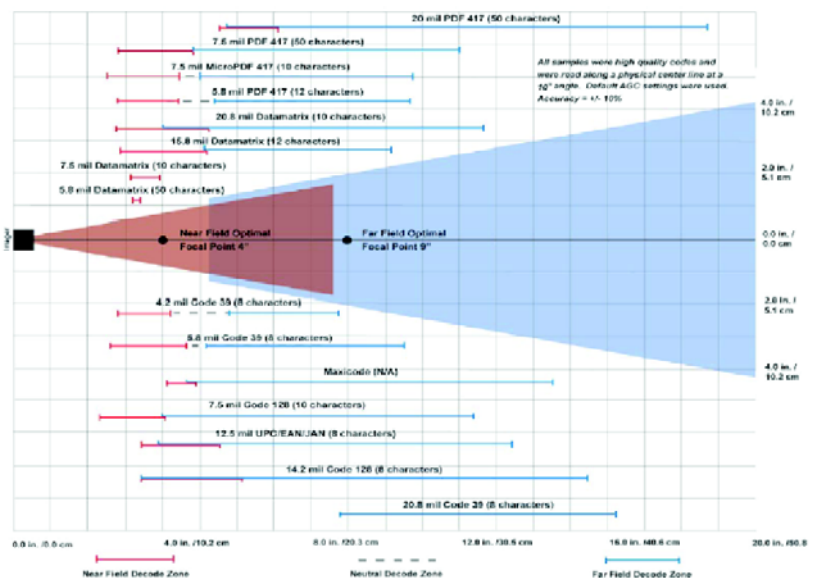 20 mil PDF 417 (50 characters)
7.6 mil PDF 417 (50 characters)
7.5 mil MicroPDF 417 (10 characters)
5.8 mil PDF 417 (12 characters)
20.8 mil Datamatrix (10 characters)
15.8 mil Datamatrix (12 characters)
7.5 mil Datamatrix (10 characters)
5.8 mil Datamatrix (50 characters)
All samples were high quality codes and
were read along a physical center line at a
10° angle. Default AGC settings were used.
Accuracy = +/- 10%
4.0 in./
10.2 cm
2.0 in./
5.1 cm
Imager
Near Field Optimal
Focal Point 4"
Far Field Optimal
Focal Point 9"
0.0 in./
0.0 cm
4.2 mil Code 39 (8 characters)
2.0 in./
5.1 cm
5.8 mil Code 39 (8 characters)
Maxicode (N/A)
4.0 in./
10.2 cm
7.5 mil Code 128 (10 characters)
12.5 mil UPC/EAN/JAN (8 characters)
14.2 mil Code 128 (8 characters)
20.8 mil Code 39 (8 characters)
0.0 in. /0.0 cm 4.0 in. /10.2 cm 8.0 in. /20.3 cm 12.0 in. /30.5 cm 16.0 in. /40.6 cm 20.0 in. /50.8
Near Field Decode Zone Neutral Decode Zone Far Field Decode Zone